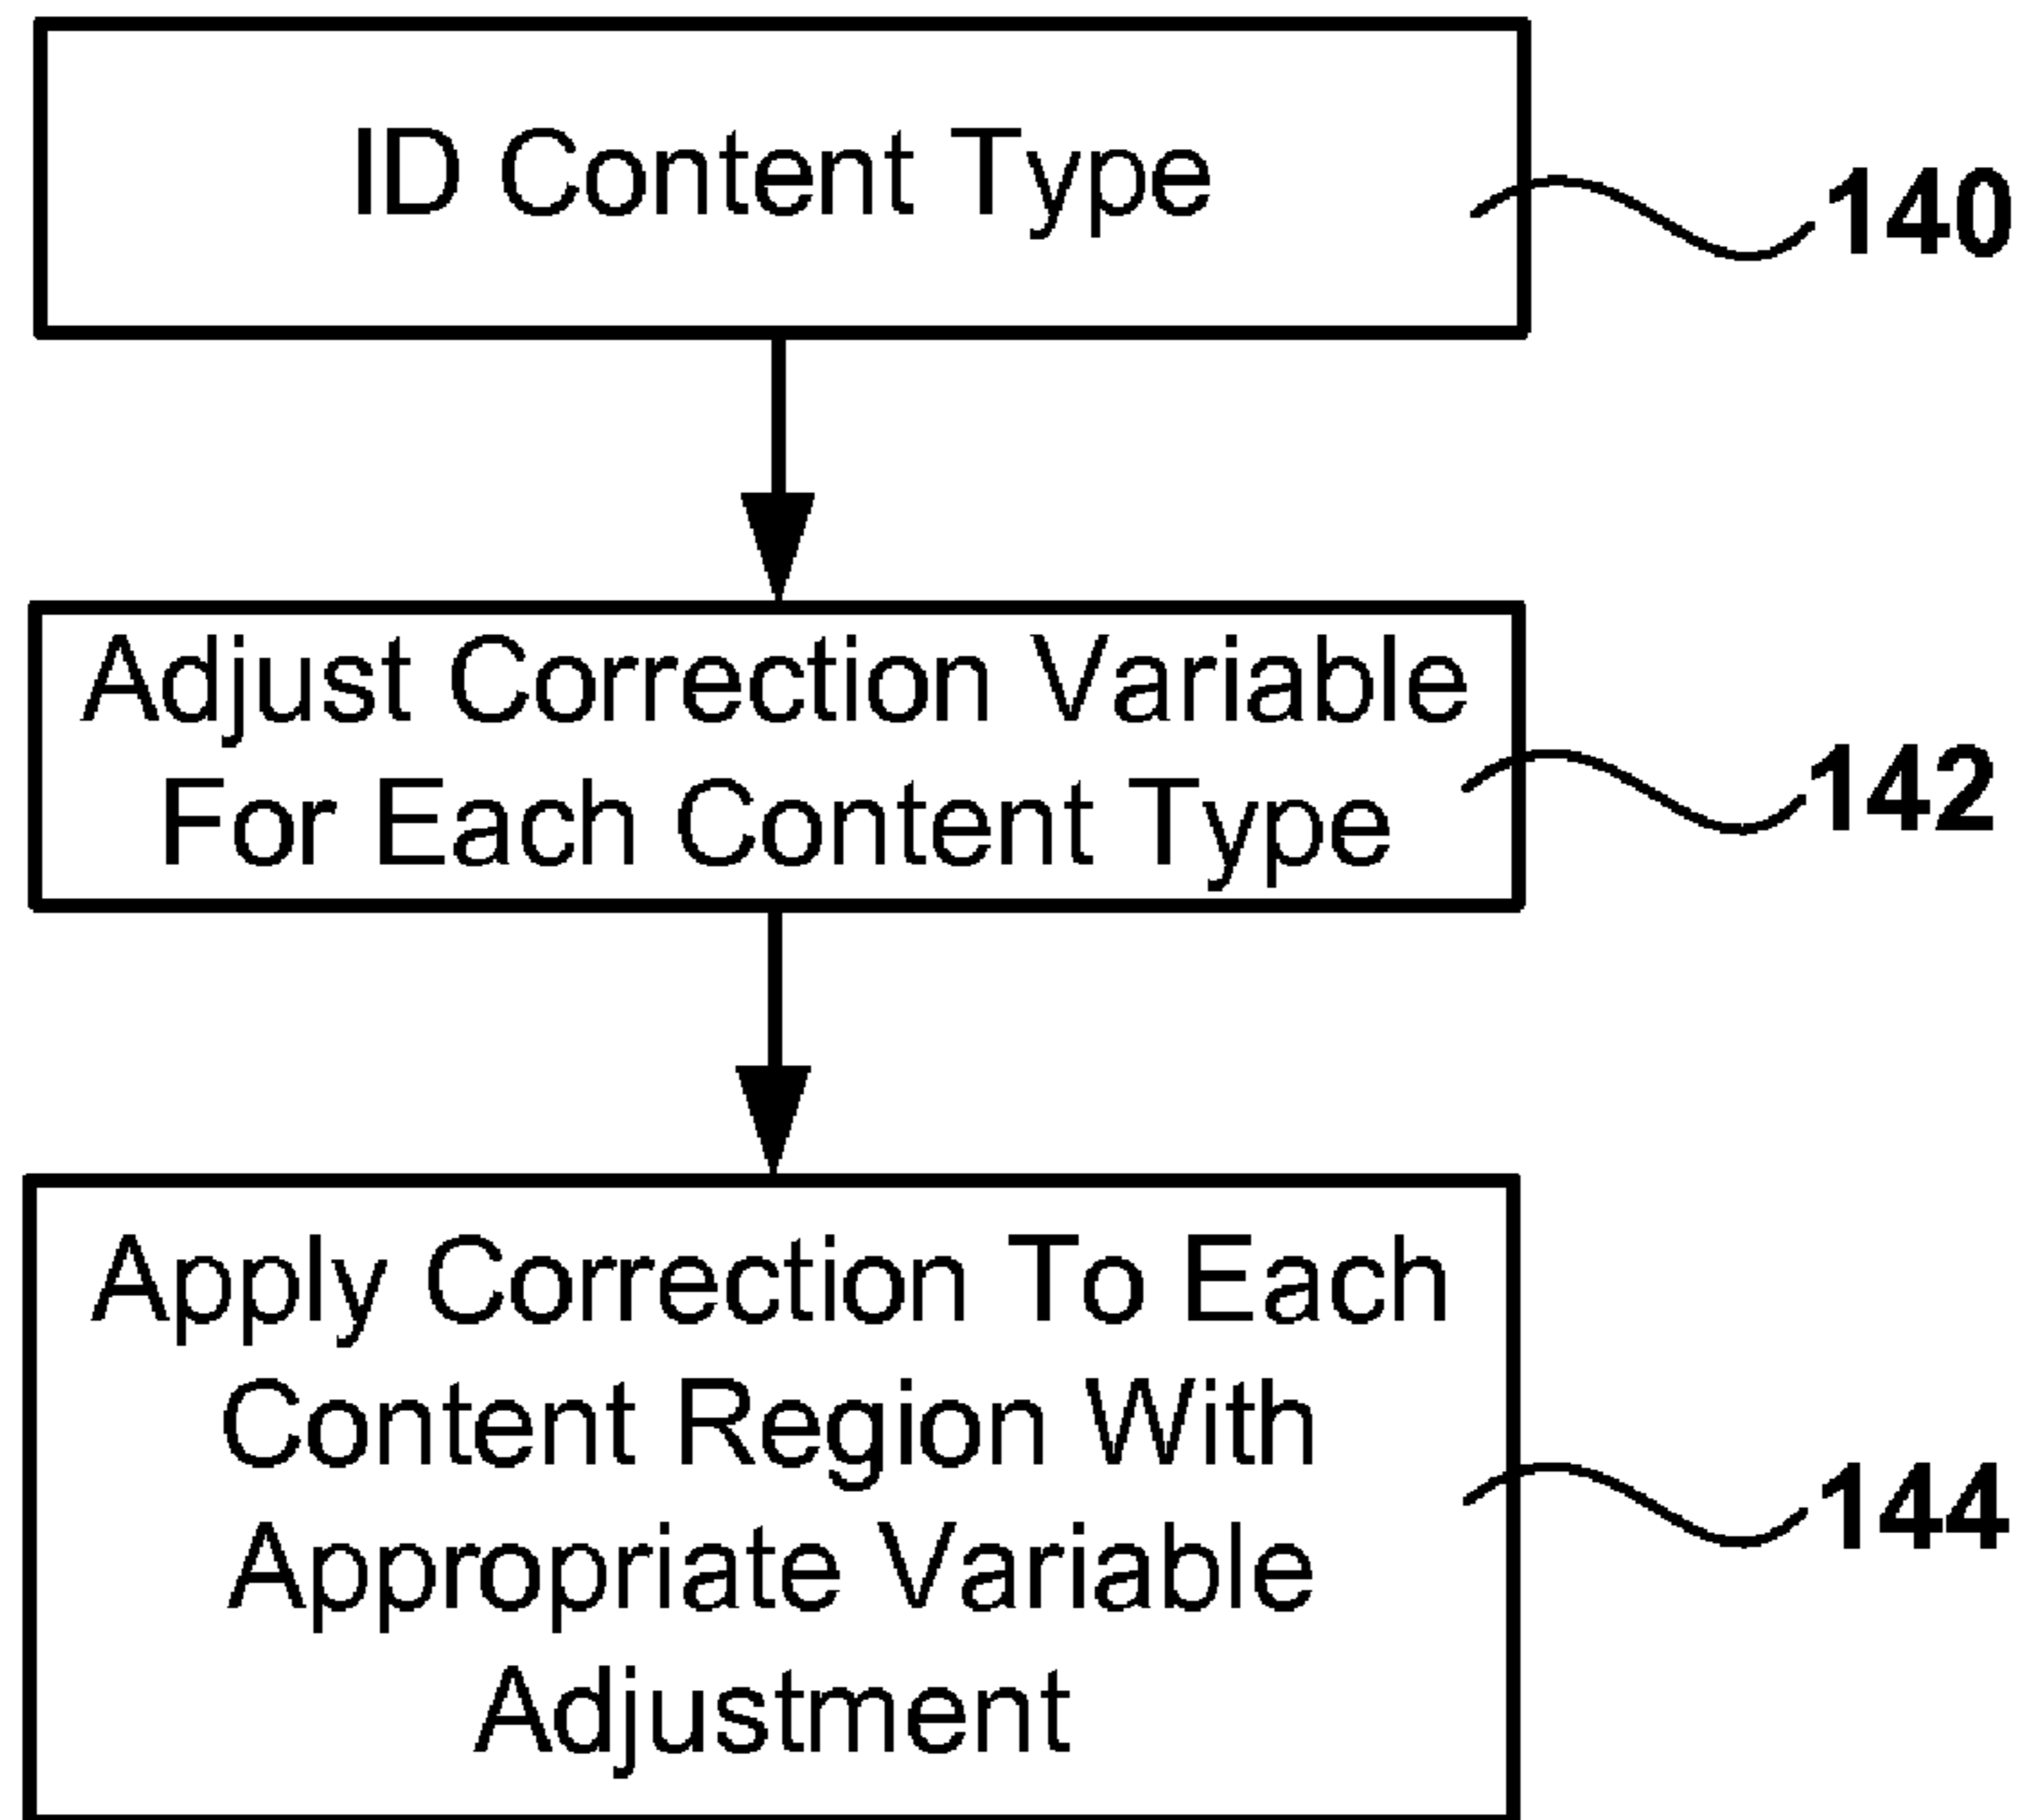 ID Content Type
140
Adjust Correction Variable
For Each Content Type
142
Apply Correction To Each
Content Region With
Appropriate Variable
Adjustment
144